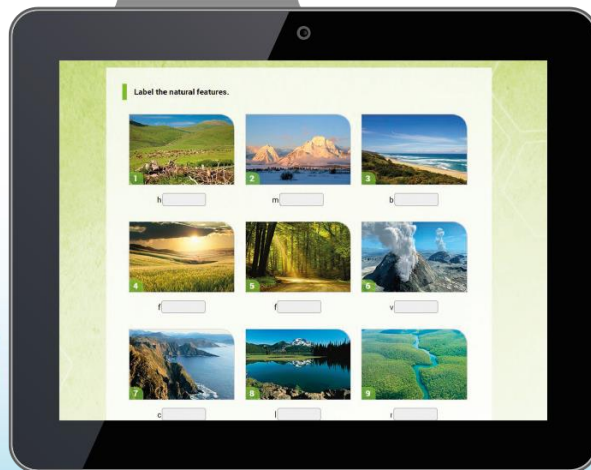 Label the natural features.
1 2 3
h m b
4 5 6
f f v
7 8 9
c l r